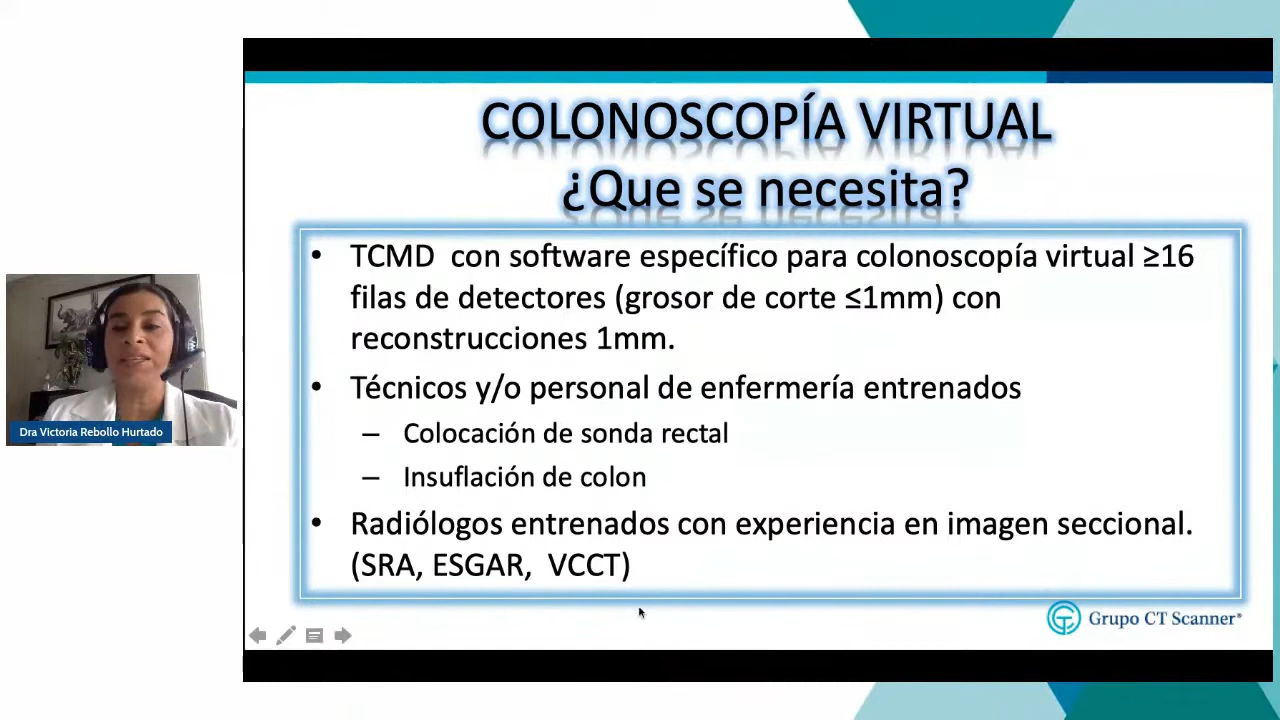 COLONOSCOPÍA VIRTUAL
¿Que se necesita?
• TCMD con software específico para colonoscopía virtual ≥16
filas de detectores (grosor de corte ≤1mm) con
reconstrucciones 1mm.
• Técnicos y/o personal de enfermería entrenados
– Colocación de sonda rectal
– Insuflación de colon
• Radiólogos entrenados con experiencia en imagen seccional.
(SRA, ESGAR, VCCT)
Dra Victoria Rebollo Hurtado
Grupo CT Scanner®